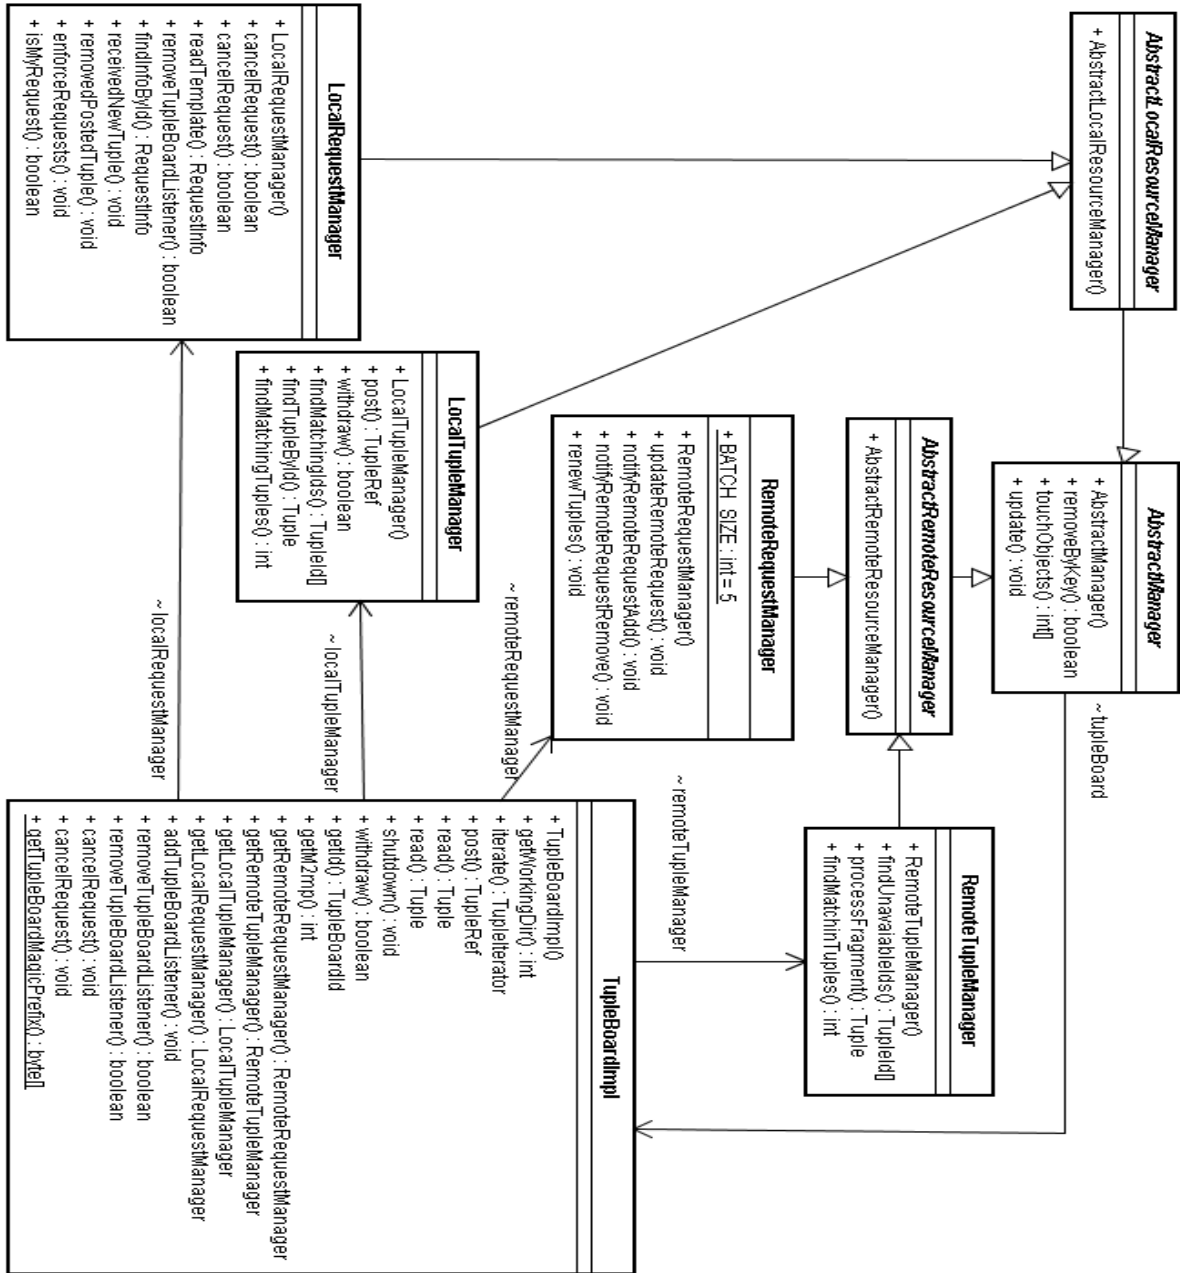 AbstractLocalResourceManager
+ AbstractLocalResourceManager()
AbstractManager
+ AbstractManager()
+ removeByKey() : boolean
+ touchObjects() : int[]
+ update() : void
~ tupleBoard
AbstractRemoteResourceManager
+ AbstractRemoteResourceManager()
RemoteTupleManager
+ RemoteTupleManager()
+ findUnavaiableIds() : TupleId[]
+ processFragment() : Tuple
+ findMatchinTuples() : int
RemoteRequestManager
+ BATCH_SIZE : int = 5
+ RemoteRequestManager()
+ updateRemoteRequest() : void
+ notifyRemoteRequestAdd() : void
+ notifyRemoteRequestRemove() : void
+ renewTuples() : void
~ remoteTupleManager
LocalTupleManager
+ LocalTupleManager()
+ post() : TupleRef
+ withdraw() : boolean
+ findMatchingIds() : TupleId[]
+ findTupleById() : Tuple
+ findMatchingTuples() : int
~ remoteRequestManager
~ localTupleManager
LocalRequestManager
+ LocalRequestManager()
+ cancelRequest() : boolean
+ cancelRequest() : boolean
+ readTemplate() : RequestInfo
+ removeTupleBoardListener() : boolean
+ findInfoById() : RequestInfo
+ receivedNewTuple() : void
+ removedPostedTuple() : void
+ enforceRequests() : void
+ isMyRequest() : boolean
~ localRequestManager
TupleBoardImpl
+ TupleBoardImpl()
+ getWorkingDir() : int
+ iterate() : TupleIterator
+ post() : TupleRef
+ read() : Tuple
+ read() : Tuple
+ shutdown() : void
+ withdraw() : boolean
+ getId() : TupleBoardId
+ getM2mp() : int
+ getRemoteRequestManager() : RemoteRequestManager
+ getRemoteTupleManager() : RemoteTupleManager
+ getLocalTupleManager() : LocalTupleManager
+ getLocalRequestManager() : LocalRequestManager
+ addTupleBoardListener() : void
+ removeTupleBoardListener() : boolean
+ removeTupleBoardListener() : boolean
+ cancelRequest() : void
+ cancelRequest() : void
+ getTupleBoardMagicPrefix() : byte[]